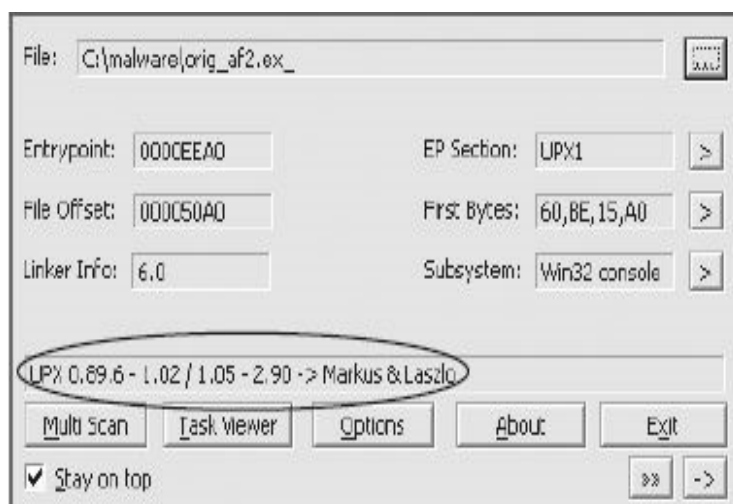 File: C:\malware\orig_af2.ex_ ...
Entrypoint: 0000EEA0 EP Section: UPX1 >
File Offset: 000050A0 First Bytes: 60,BE,15,A0 >
Linker Info: 6.0 Subsystem: Win32 console >
UPX 0.89.6 - 1.02 / 1.05 - 2.90 -> Markus & Laszlo
Multi Scan Task Viewer Options About Exit
Stay on top >> ->